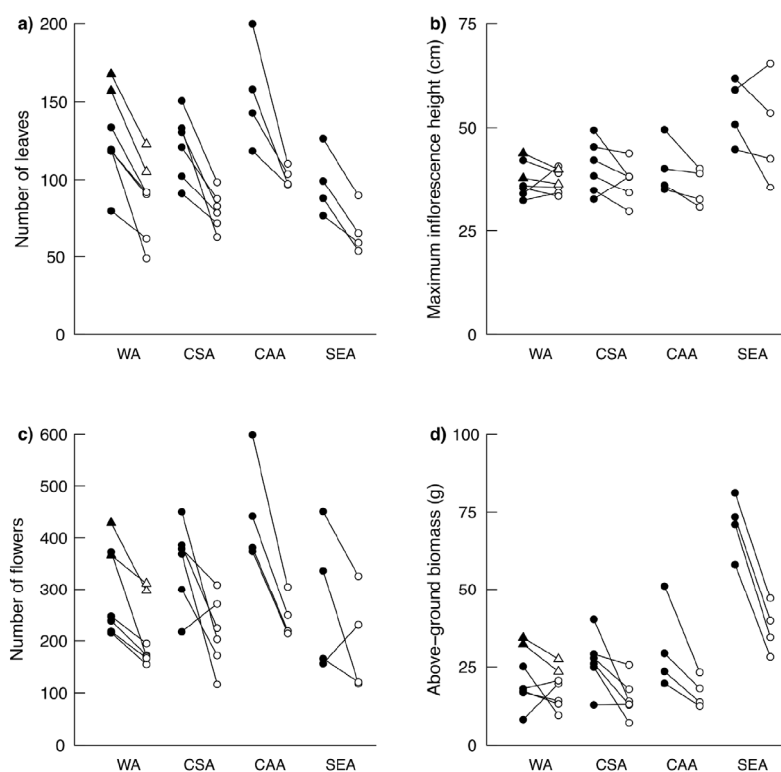 a)
Number of leaves
200
150
100
50
0
WA CSA CAA SEA
b)
Maximum inflorescence height (cm)
75
50
25
0
WA CSA CAA SEA
c)
Number of flowers
600
500
400
300
200
100
0
WA CSA CAA SEA
d)
Above−ground biomass (g)
100
75
50
25
0
WA CSA CAA SEA